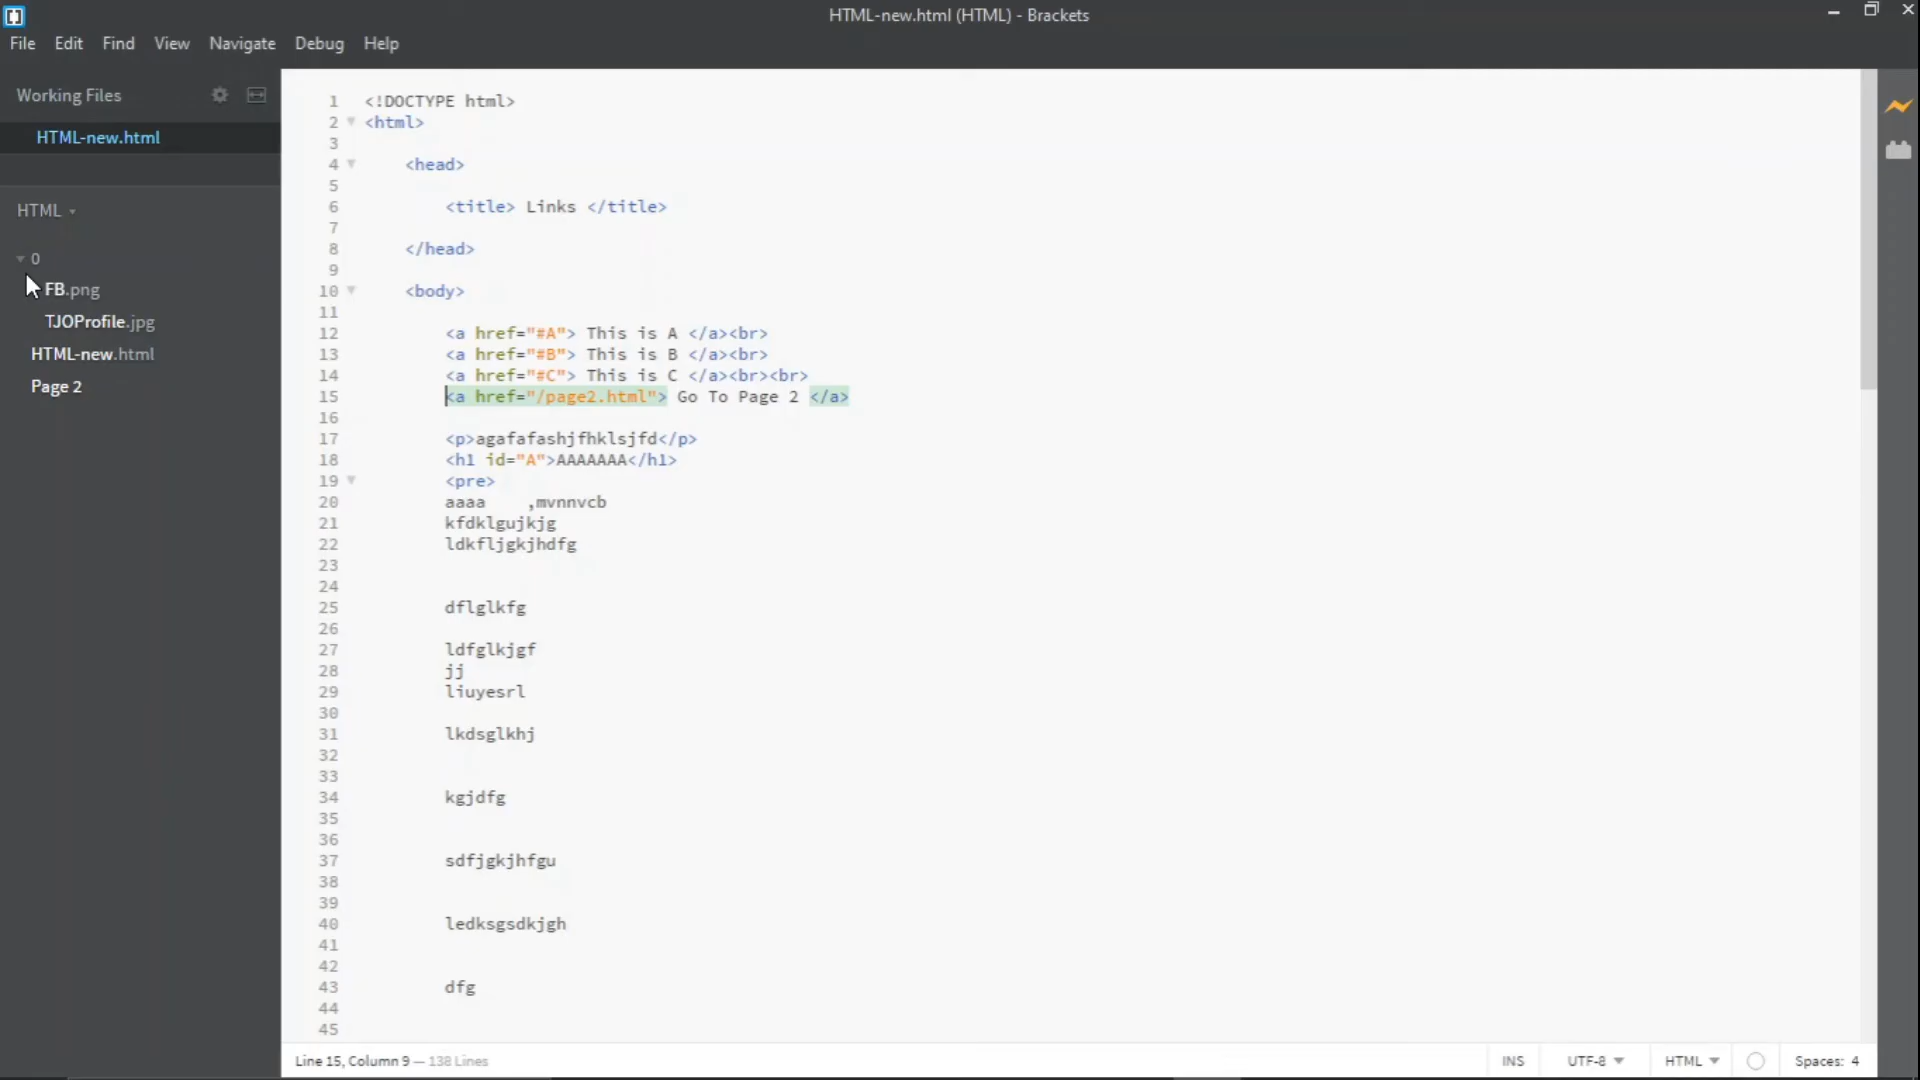 HTML-new.html (HTML) - Brackets
File Edit Find View Navigate Debug Help
Working Files
HTML-new.html
HTML
0
FB.png
TJOProfile.jpg
HTML-new.html
Page 2
1 <!DOCTYPE html>
2 <html>
3
4 <head>
5
6 <title> Links </title>
7
8 </head>
9
10 <body>
11
12 <a href="#A"> This is A </a><br>
13 <a href="#B"> This is B </a><br>
14 <a href="#C"> This is C </a><br><br>
15 <a href="/page2.html"> Go To Page 2 </a>
16
17 <p>agafafashjfhklsjfd</p>
18 <h1 id="A">AAAAAAA</h1>
19 <pre>
20 aaaa ,mvnnvcb
21 kfdklgujkjg
22 ldkfljgkjhdfg
23
24
25 dflglkfg
26
27 ldfglkjgf
28 jj
29 liuyesrl
30
31 lkdsglkhj
32
33
34 kgjdfg
35
36
37 sdfjgkjhfgu
38
39
40 ledksgsdkjgh
41
42
43 dfg
44
45
Line 15, Column 9 — 138 Lines
INS UTF-8 HTML Spaces: 4